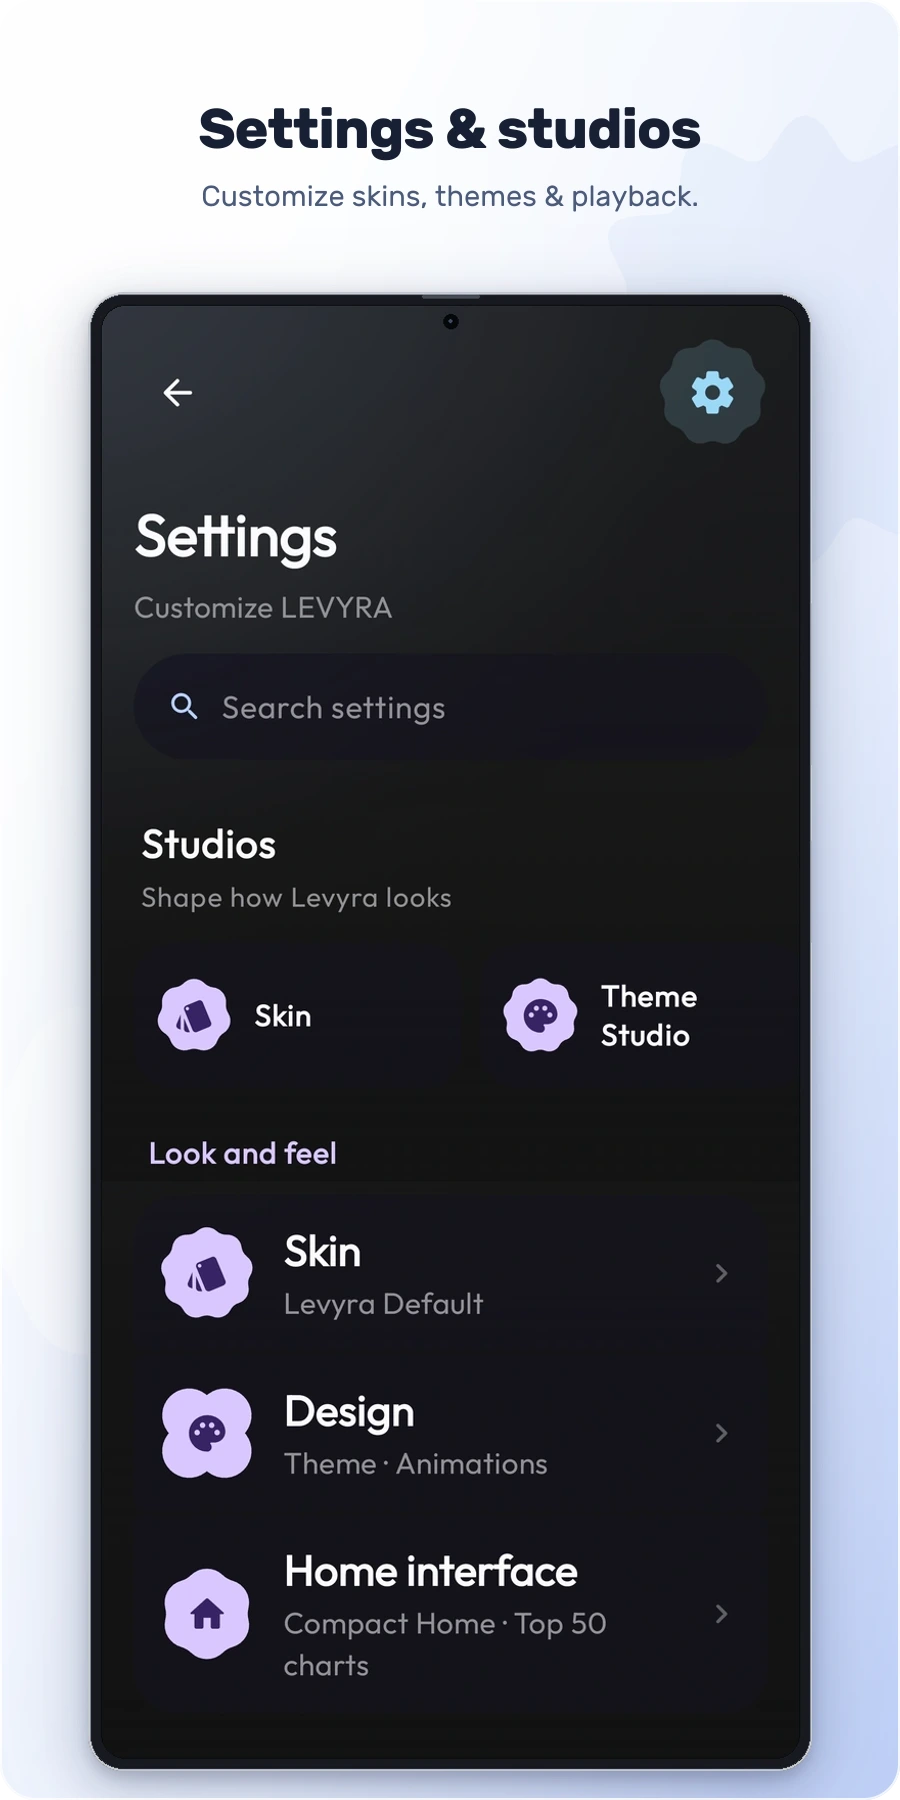 Settings & studios
Customize skins, themes & playback.
Settings
Customize LEVYRA
Search settings
Studios
Shape how Levyra looks
Skin
Theme
Studio
Look and feel
Skin
Levyra Default
Design
Theme · Animations
Home interface
Compact Home · Top 50
charts